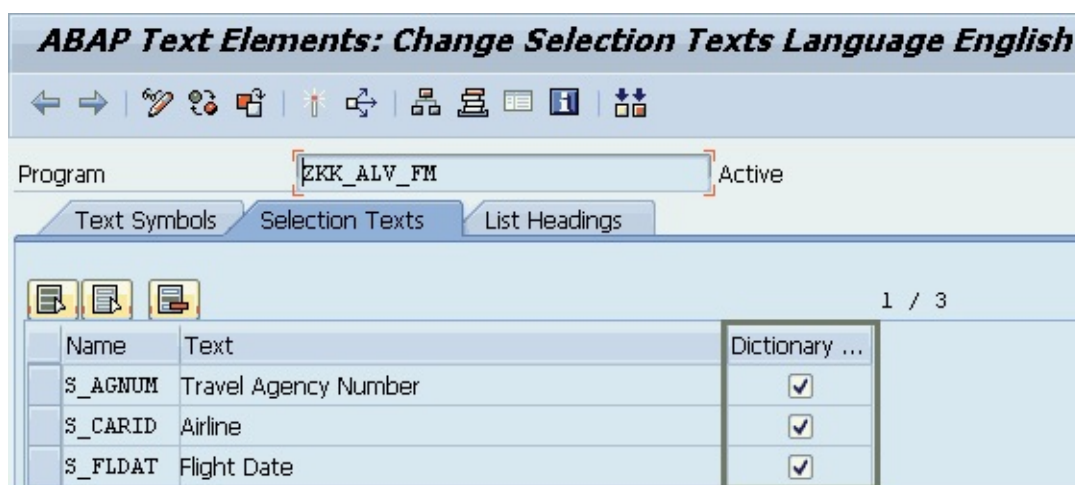 ABAP Text Elements: Change Selection Texts Language English
Program ZKK_ALV_FM Active
Text Symbols Selection Texts List Headings
1 / 3
Name Text Dictionary ...
S_AGNUM Travel Agency Number
S_CARID Airline
S_FLDAT Flight Date